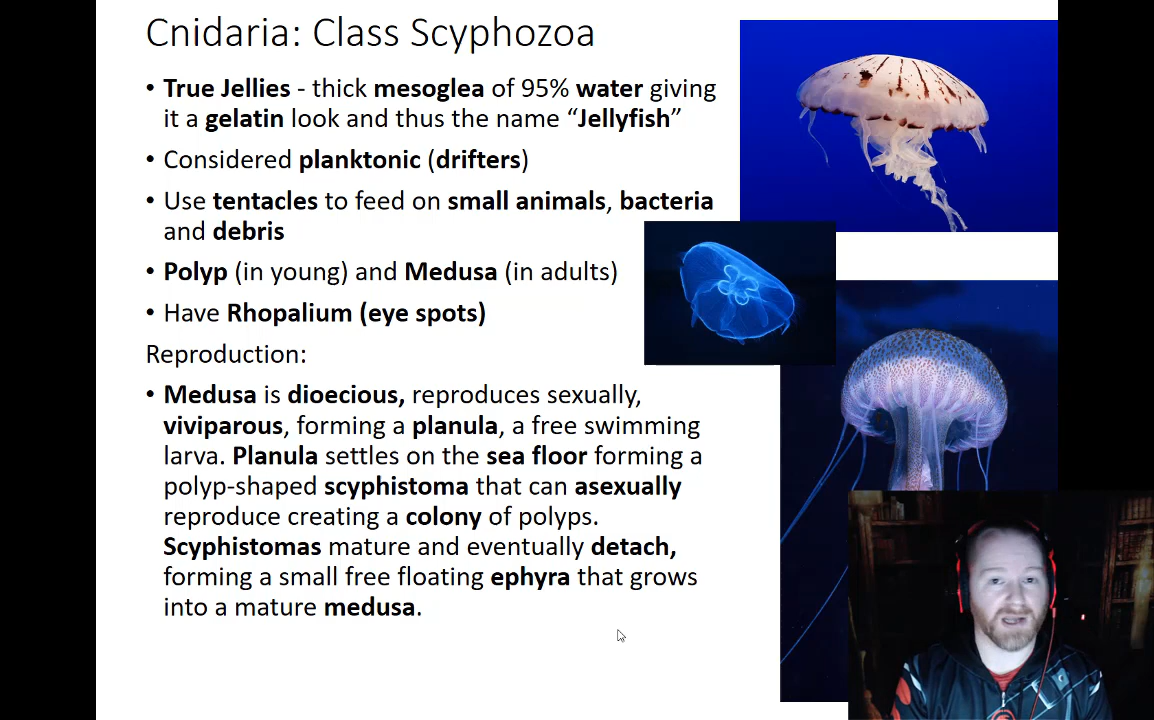 Cnidaria: Class Scyphozoa
• True Jellies - thick mesoglea of 95% water giving
it a gelatin look and thus the name “Jellyfish”
• Considered planktonic (drifters)
• Use tentacles to feed on small animals, bacteria
and debris
• Polyp (in young) and Medusa (in adults)
• Have Rhopalium (eye spots)
Reproduction:
• Medusa is dioecious, reproduces sexually,
viviparous, forming a planula, a free swimming
larva. Planula settles on the sea floor forming a
polyp-shaped scyphistoma that can asexually
reproduce creating a colony of polyps.
Scyphistomas mature and eventually detach,
forming a small free floating ephyra that grows
into a mature medusa.